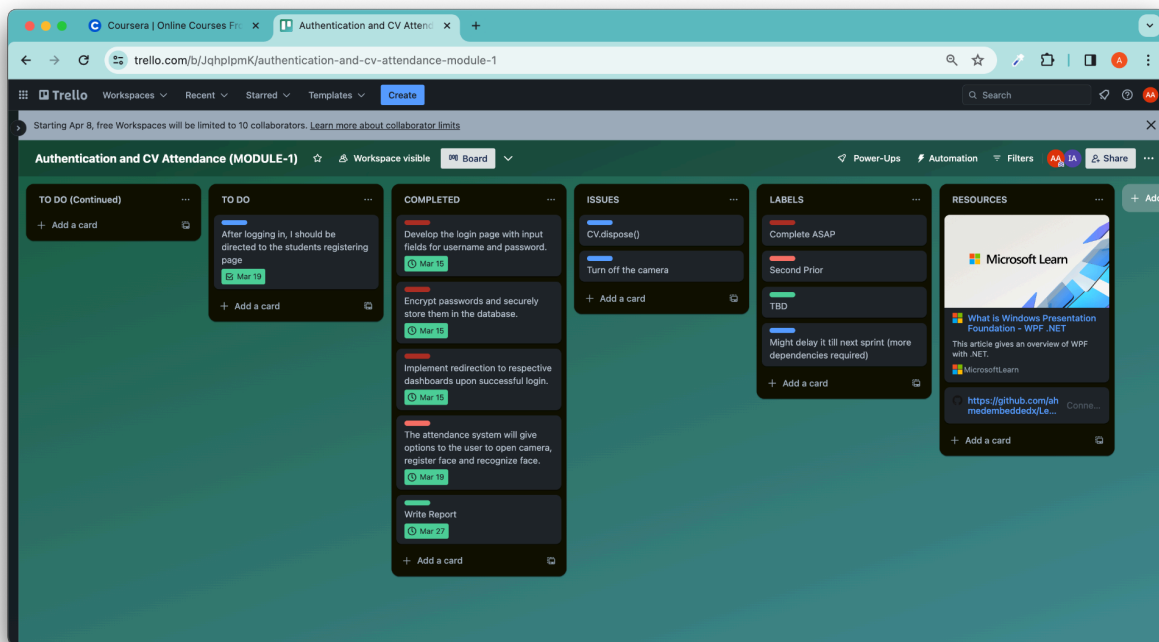 Coursera | Online Courses Fro
Authentication and CV Attend
trello.com/b/JqhpIpmK/authentication-and-cv-attendance-module-1
A
Trello
Workspaces
Recent
Starred
Templates
Create
Search
AA
Starting Apr 8, free Workspaces will be limited to 10 collaborators. Learn more about collaborator limits
Authentication and CV Attendance (MODULE-1)
Workspace visible
Board
Power-Ups
Automation
Filters
AA
IA
Share
TO DO (Continued)
+ Add a card
TO DO
After logging in, I should be
directed to the students registering
page
Mar 19
+ Add a card
COMPLETED
Develop the login page with input
fields for username and password.
Mar 15
Encrypt passwords and securely
store them in the database.
Mar 15
Implement redirection to respective
dashboards upon successful login.
Mar 15
The attendance system will give
options to the user to open camera,
register face and recognize face.
Mar 19
Write Report
Mar 27
+ Add a card
ISSUES
CV.dispose()
Turn off the camera
+ Add a card
LABELS
Complete ASAP
Second Prior
TBD
Might delay it till next sprint (more
dependencies required)
+ Add a card
RESOURCES
Microsoft Learn
What is Windows Presentation
Foundation - WPF .NET
This article gives an overview of WPF
with .NET.
MicrosoftLearn
https://github.com/ah
medembeddedx/Le...
Conne...
+ Add a card
+ Add